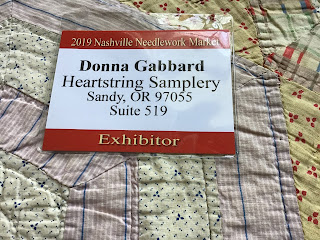 2019 Nashville Needlework Market
Donna Gabbard
Heartstring Samplery
Sandy, OR 97055
Suite 519
Exhibitor